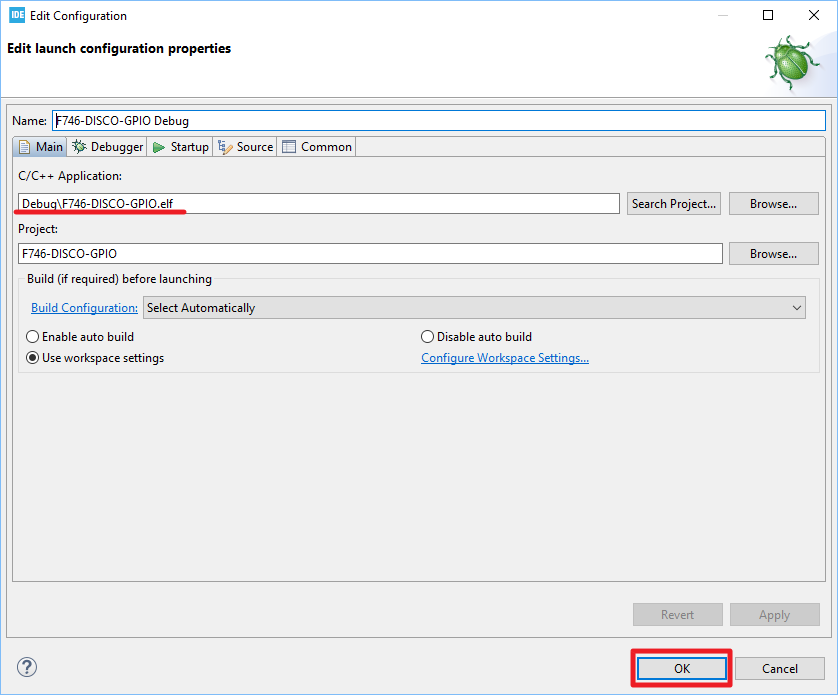 IDE Edit Configuration
Edit launch configuration properties
Name: F746-DISCO-GPIO Debug
Main Debugger Startup Source Common
C/C++ Application:
Debug\F746-DISCO-GPIO.elf Search Project... Browse...
Project:
F746-DISCO-GPIO Browse...
Build (if required) before launching
Build Configuration: Select Automatically
Enable auto build Disable auto build
Use workspace settings Configure Workspace Settings...
Revert Apply
? OK Cancel